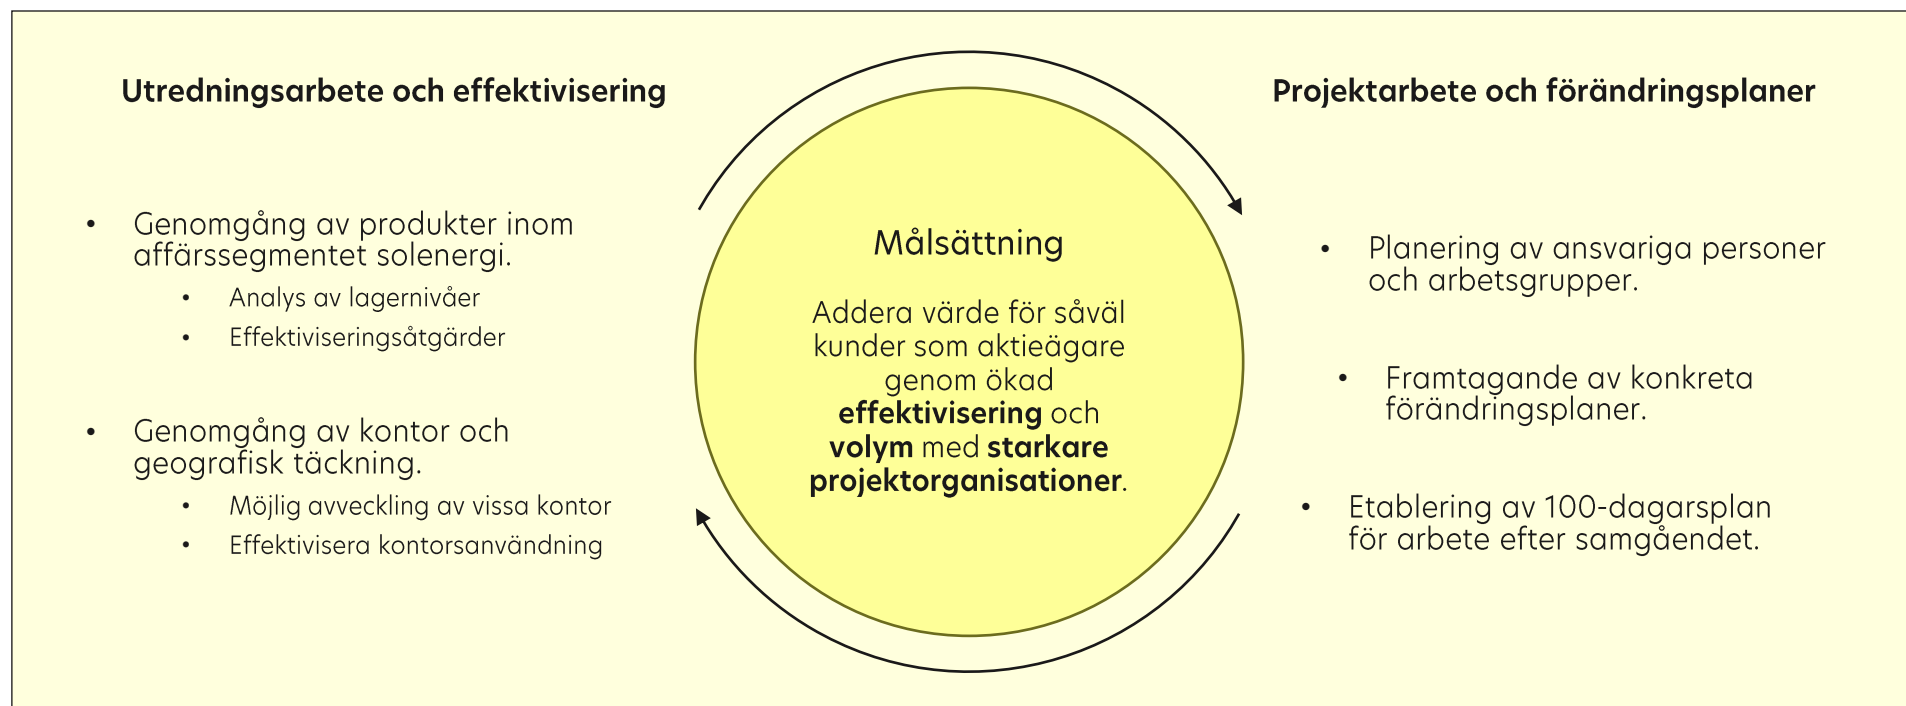 Utredningsarbete och effektivisering
• Genomgång av produkter inom
affärssegmentet solenergi.
• Analys av lagernivåer
• Effektiviseringsåtgärder
• Genomgång av kontor och
geografisk täckning.
• Möjlig avveckling av vissa kontor
• Effektivisera kontorsanvändning
Målsättning
Addera värde för såväl
kunder som aktieägare
genom ökad
effektivisering och
volym med starkare
projektorganisationer.
Projektarbete och förändringsplaner
• Planering av ansvariga personer
och arbetsgrupper.
• Framtagande av konkreta
förändringsplaner.
• Etablering av 100-dagarsplan
för arbete efter samgåendet.